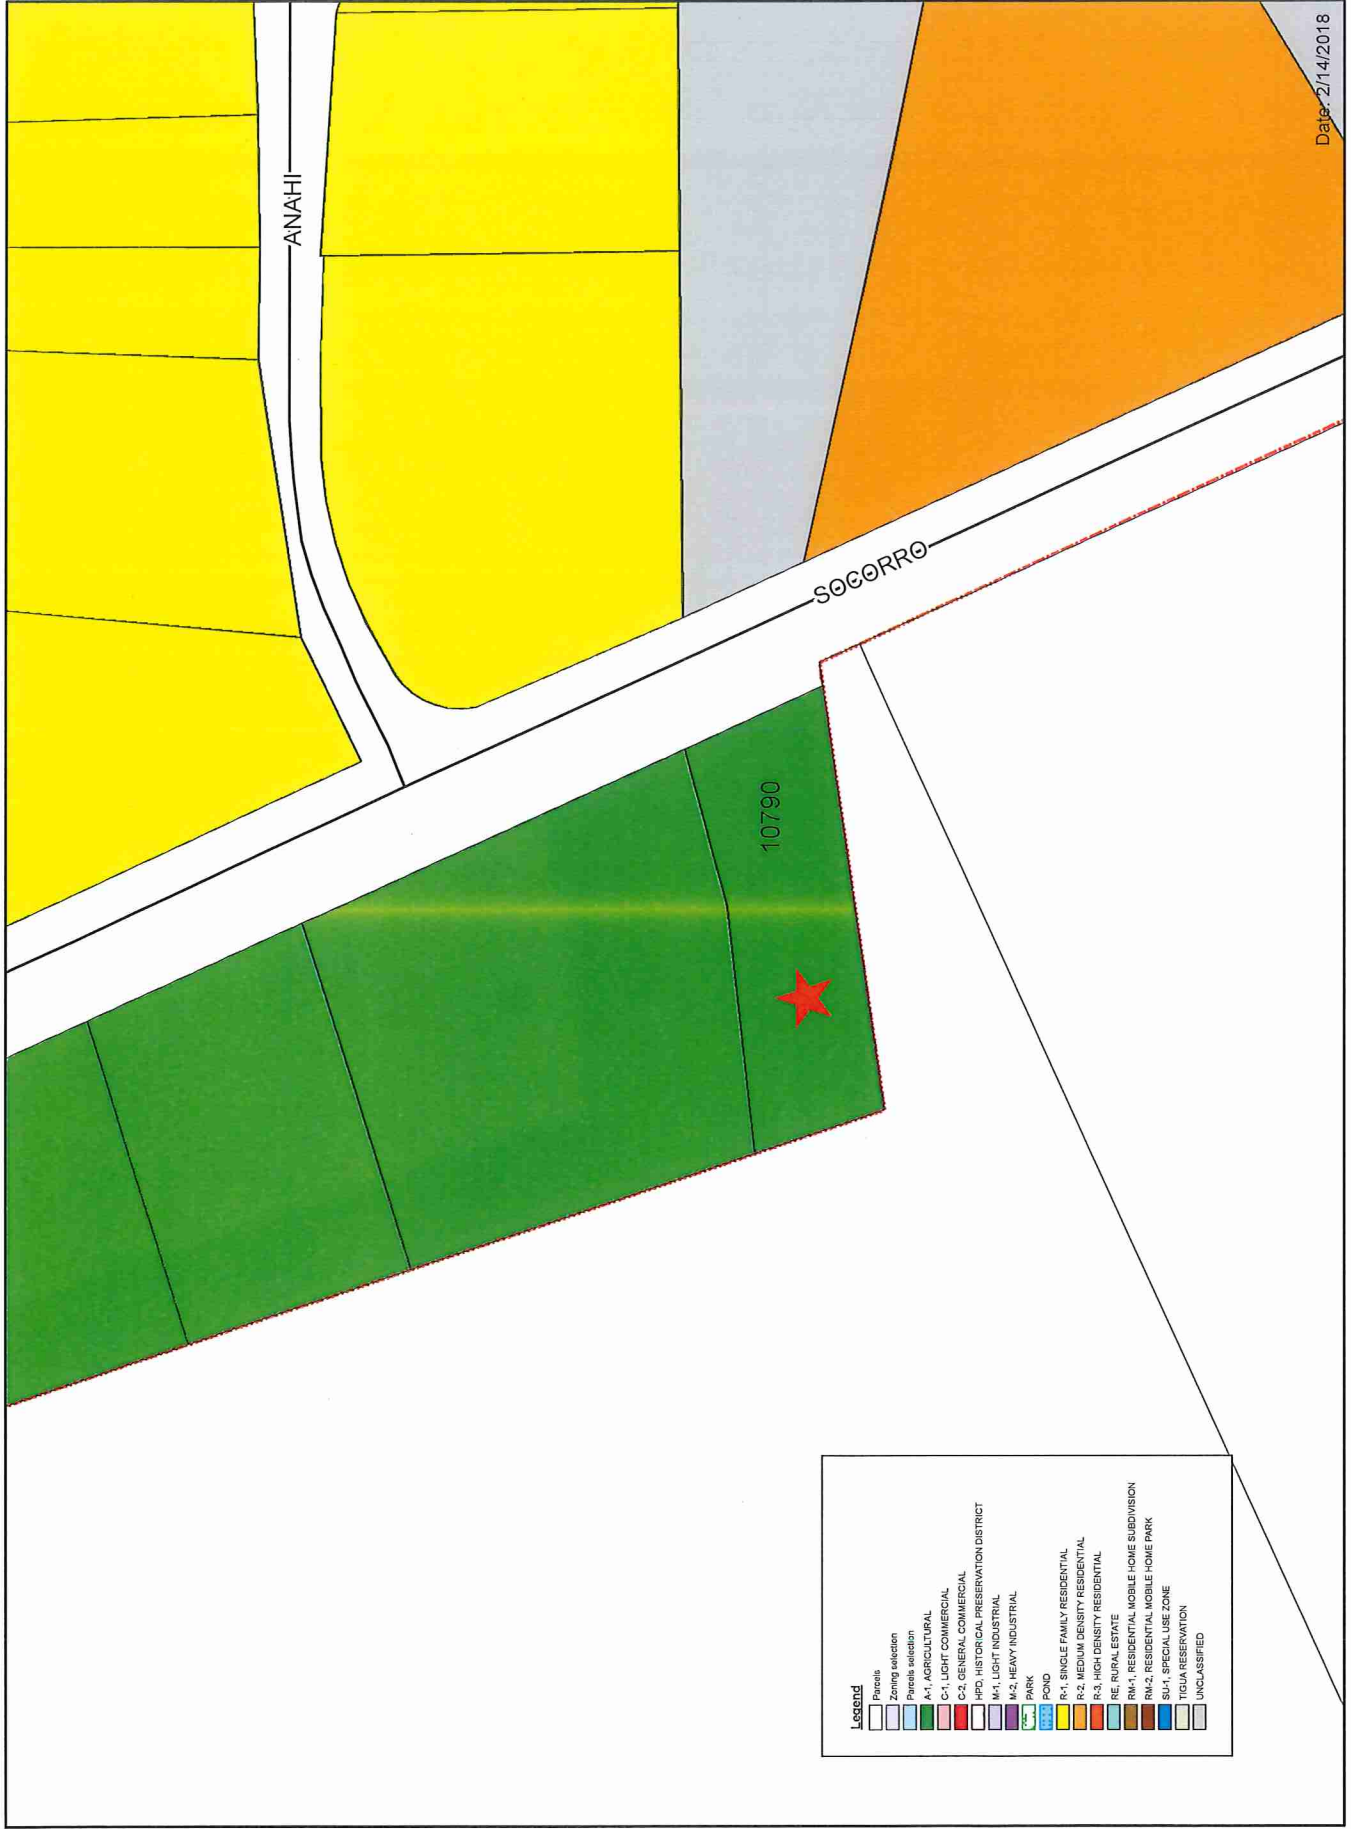 ANAHI
SOCORRO
10790
Legend
Parcels
Zoning selection
Parcels selection
A-1, AGRICULTURAL
C-1, LIGHT COMMERCIAL
C-2, GENERAL COMMERCIAL
HPD, HISTORICAL PRESERVATION DISTRICT
M-1, LIGHT INDUSTRIAL
M-2, HEAVY INDUSTRIAL
PARK
POND
R-1, SINGLE FAMILY RESIDENTIAL
R-2, MEDIUM DENSITY RESIDENTIAL
R-3, HIGH DENSITY RESIDENTIAL
RE, RURAL ESTATE
RM-1, RESIDENTIAL MOBILE HOME SUBDIVISION
RM-2, RESIDENTIAL MOBILE HOME PARK
SU-1, SPECIAL USE ZONE
TIGUA RESERVATION
UNCLASSIFIED
Date: 2/14/2018